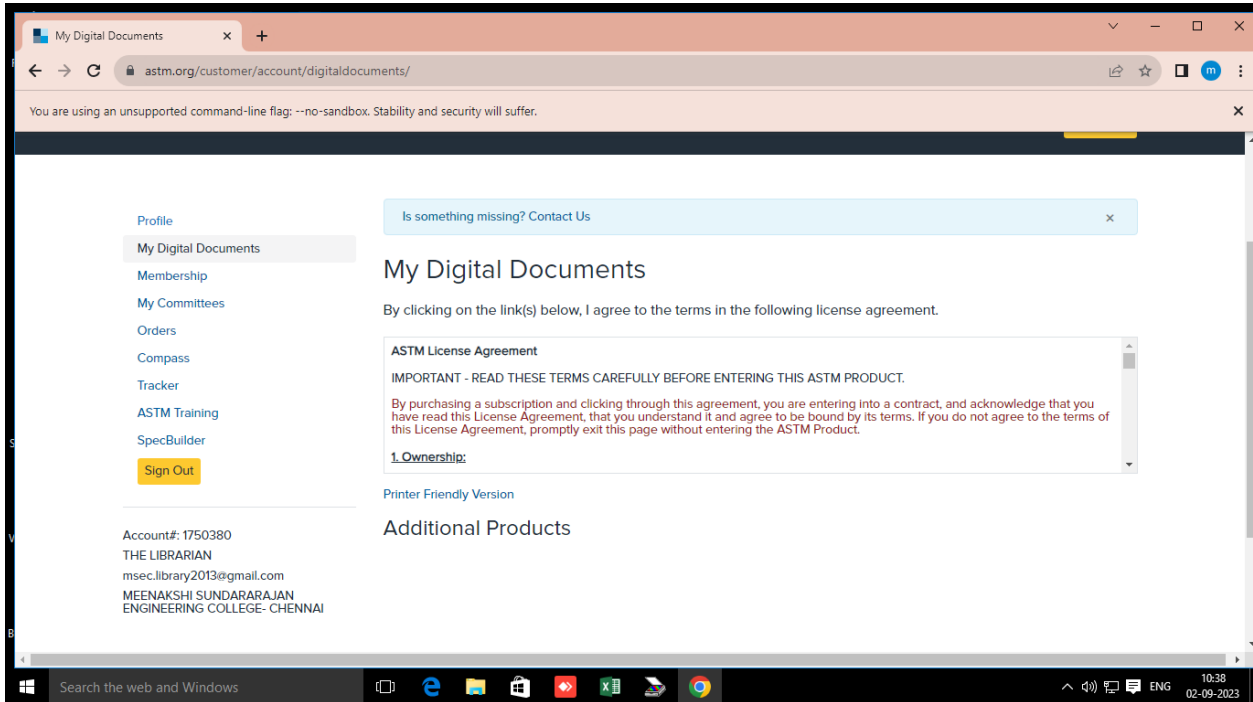 My Digital Documents
astm.org/customer/account/digitaldocuments/
m
You are using an unsupported command-line flag: --no-sandbox. Stability and security will suffer.
Profile
My Digital Documents
Membership
My Committees
Orders
Compass
Tracker
ASTM Training
SpecBuilder
Sign Out
Account#: 1750380
THE LIBRARIAN
msec.library2013@gmail.com
MEENAKSHI SUNDARARAJAN
ENGINEERING COLLEGE- CHENNAI
Is something missing? Contact Us
My Digital Documents
By clicking on the link(s) below, I agree to the terms in the following license agreement.
ASTM License Agreement
IMPORTANT - READ THESE TERMS CAREFULLY BEFORE ENTERING THIS ASTM PRODUCT.
By purchasing a subscription and clicking through this agreement, you are entering into a contract, and acknowledge that you
have read this License Agreement, that you understand it and agree to be bound by its terms. If you do not agree to the terms of
this License Agreement, promptly exit this page without entering the ASTM Product.
1. Ownership:
Printer Friendly Version
Additional Products
Search the web and Windows
ENG
10:38
02-09-2023